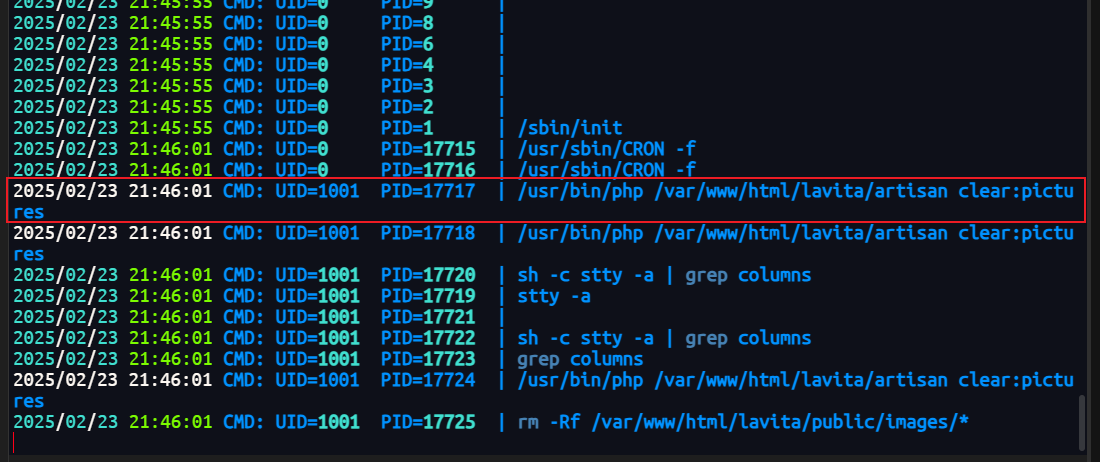 2025/02/23 21:45:55 CMD: UID=0     PID=9      |
2025/02/23 21:45:55 CMD: UID=0     PID=8      |
2025/02/23 21:45:55 CMD: UID=0     PID=6      |
2025/02/23 21:45:55 CMD: UID=0     PID=4      |
2025/02/23 21:45:55 CMD: UID=0     PID=3      |
2025/02/23 21:45:55 CMD: UID=0     PID=2      |
2025/02/23 21:45:55 CMD: UID=0     PID=1      | /sbin/init
2025/02/23 21:46:01 CMD: UID=0     PID=17715  | /usr/sbin/CRON -f
2025/02/23 21:46:01 CMD: UID=0     PID=17716  | /usr/sbin/CRON -f
2025/02/23 21:46:01 CMD: UID=1001  PID=17717  | /usr/bin/php /var/www/html/lavita/artisan clear:pictu
res
2025/02/23 21:46:01 CMD: UID=1001  PID=17718  | /usr/bin/php /var/www/html/lavita/artisan clear:pictu
res
2025/02/23 21:46:01 CMD: UID=1001  PID=17720  | sh -c stty -a | grep columns
2025/02/23 21:46:01 CMD: UID=1001  PID=17719  | stty -a
2025/02/23 21:46:01 CMD: UID=1001  PID=17721  |
2025/02/23 21:46:01 CMD: UID=1001  PID=17722  | sh -c stty -a | grep columns
2025/02/23 21:46:01 CMD: UID=1001  PID=17723  | grep columns
2025/02/23 21:46:01 CMD: UID=1001  PID=17724  | /usr/bin/php /var/www/html/lavita/artisan clear:pictu
res
2025/02/23 21:46:01 CMD: UID=1001  PID=17725  | rm -Rf /var/www/html/lavita/public/images/*